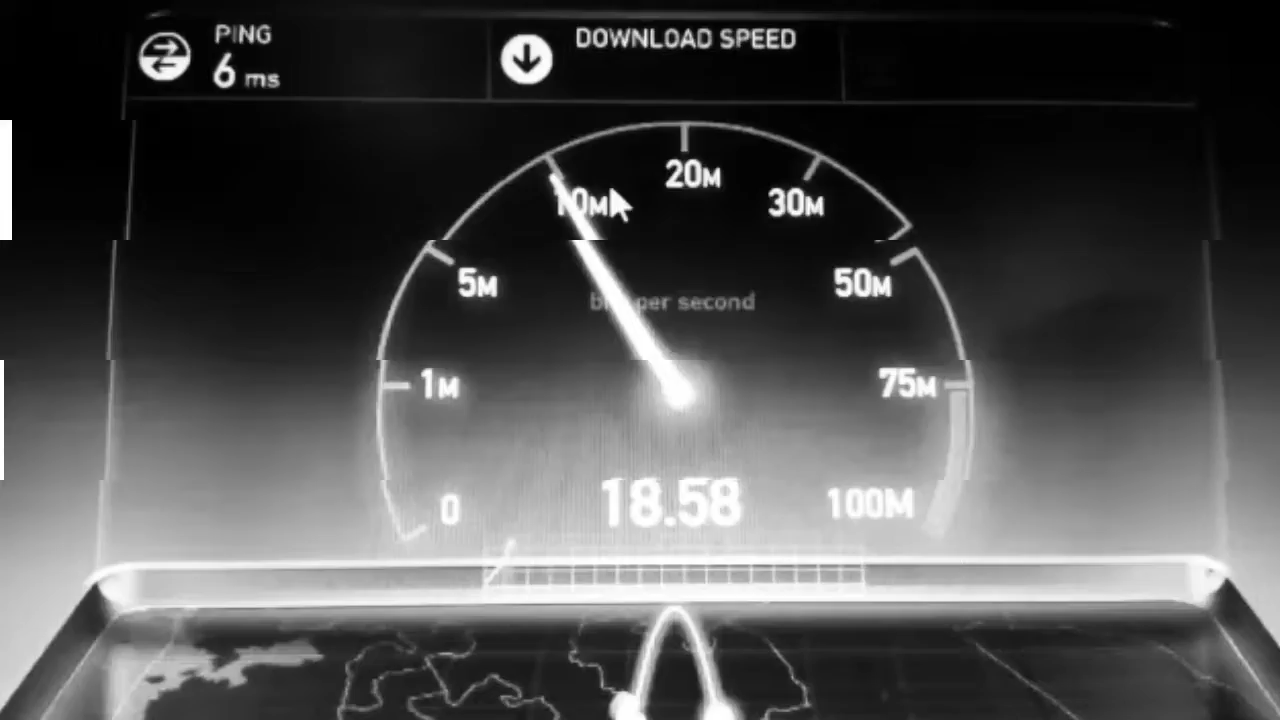 PING
6 ms
DOWNLOAD SPEED
20M
10M
30M
5M
50M
per second
1M
75M
0
18.58
100M